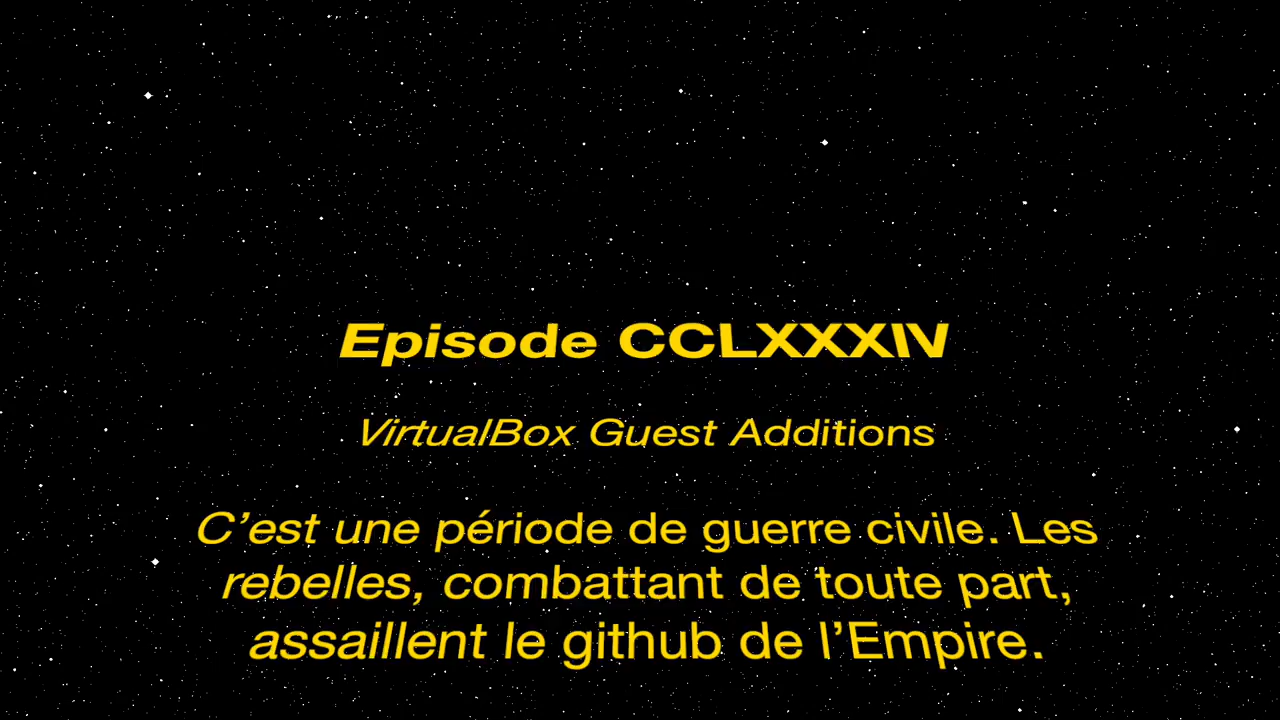 Episode CCLXXXIV
VirtualBox Guest Additions
C’est une période de guerre civile. Les
rebelles, combattant de toute part,
assaillent le github de l’Empire.